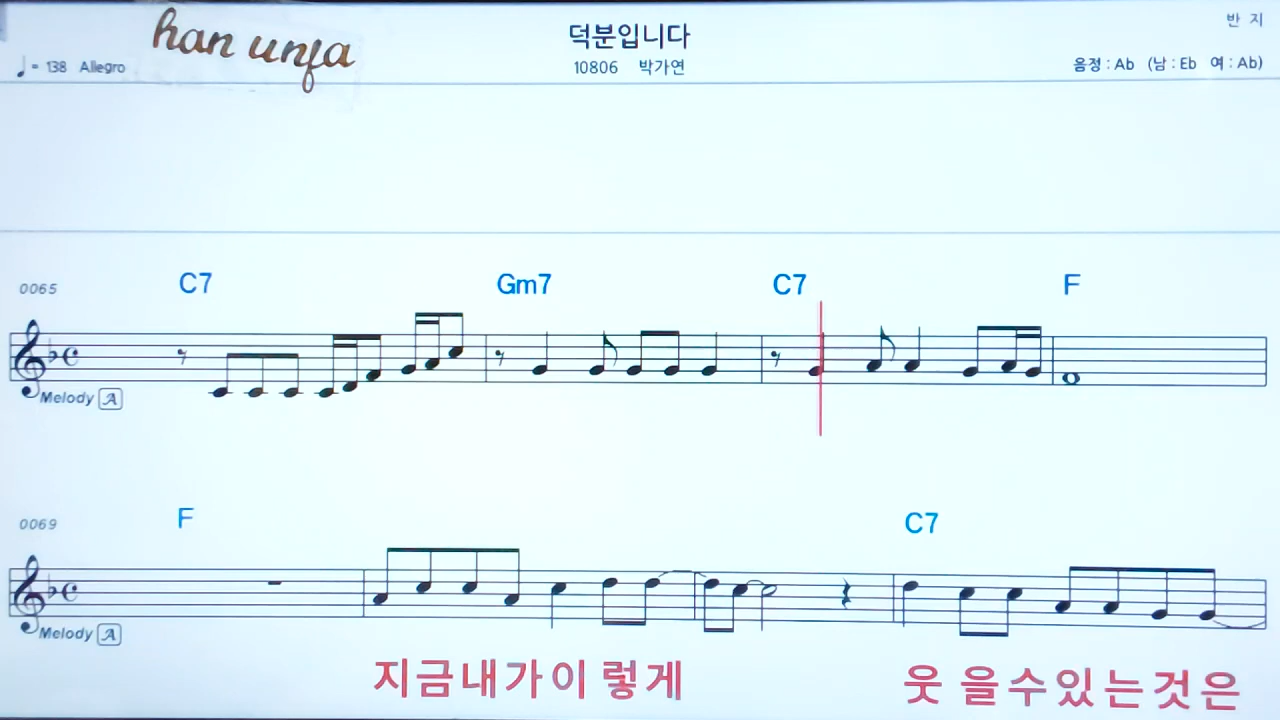 han unfa
덕분입니다
반 지
♩= 138 Allegro
10806 박가연
음정 : Ab (남 : Eb 여 : Ab)
0065
C7 Gm7 C7 F
Melody A
0069
F C7
Melody A
지금내가이 렇게 웃 을수있는것은